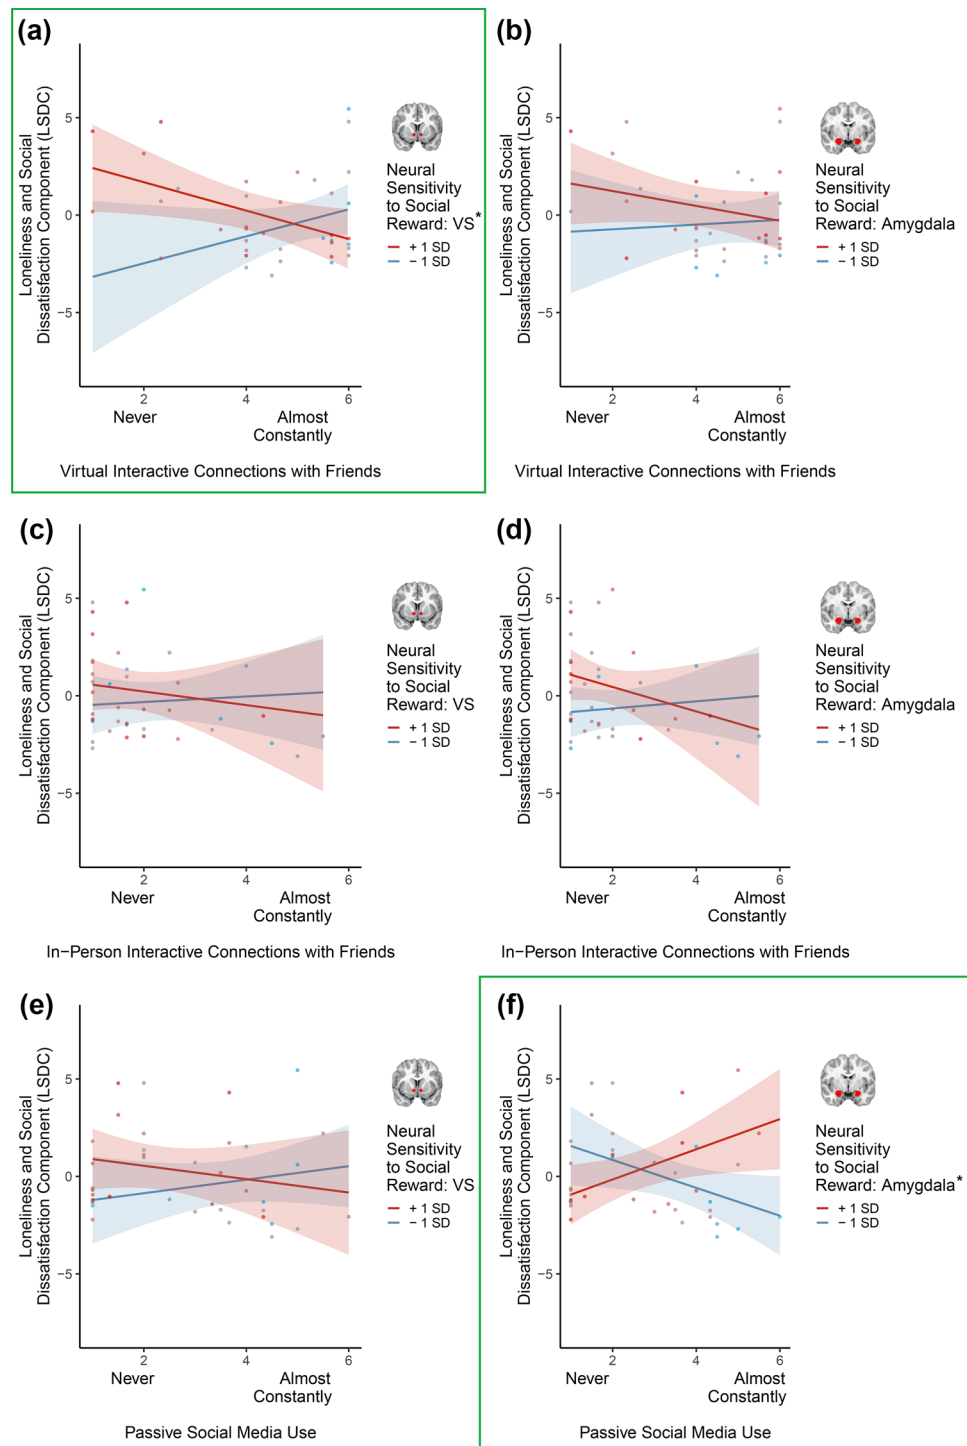 (a)
Loneliness and Social
Dissatisfaction Component (LSDC)
5
0
−5
2
4
6
Never
Almost
Constantly
Virtual Interactive Connections with Friends
Neural
Sensitivity
to Social
Reward: VS*
+ 1 SD
− 1 SD
(b)
Loneliness and Social
Dissatisfaction Component (LSDC)
5
0
−5
2
4
6
Never
Almost
Constantly
Virtual Interactive Connections with Friends
Neural
Sensitivity
to Social
Reward: Amygdala
+ 1 SD
− 1 SD
(c)
Loneliness and Social
Dissatisfaction Component (LSDC)
5
0
−5
2
4
6
Never
Almost
Constantly
In−Person Interactive Connections with Friends
Neural
Sensitivity
to Social
Reward: VS
+ 1 SD
− 1 SD
(d)
Loneliness and Social
Dissatisfaction Component (LSDC)
5
0
−5
2
4
6
Never
Almost
Constantly
In−Person Interactive Connections with Friends
Neural
Sensitivity
to Social
Reward: Amygdala
+ 1 SD
− 1 SD
(e)
Loneliness and Social
Dissatisfaction Component (LSDC)
5
0
−5
2
4
6
Never
Almost
Constantly
Passive Social Media Use
Neural
Sensitivity
to Social
Reward: VS
+ 1 SD
− 1 SD
(f)
Loneliness and Social
Dissatisfaction Component (LSDC)
5
0
−5
2
4
6
Never
Almost
Constantly
Passive Social Media Use
Neural
Sensitivity
to Social
Reward: Amygdala*
+ 1 SD
− 1 SD